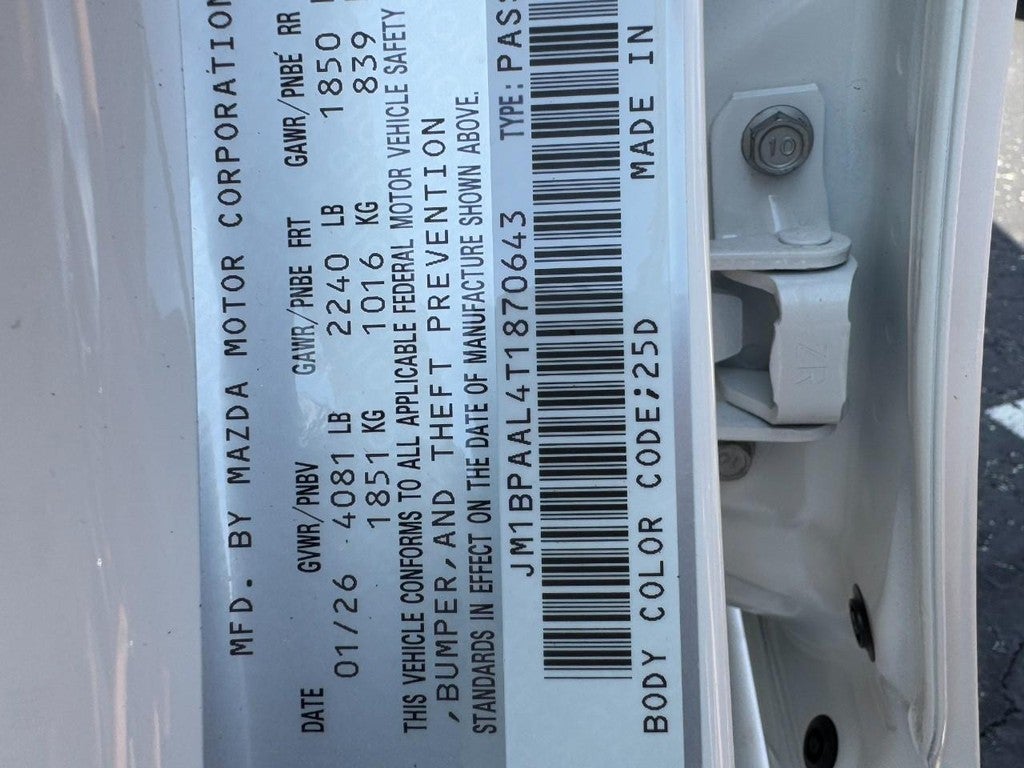 MFD. BY MAZDA MOTOR CORPORATION
DATE GVWR/PNBV GAWR/PNBE FRT GAWR/PNBÉ RR
01/26 4081 LB 2240 LB 1850
1851 KG 1016 KG 839
THIS VEHICLE CONFORMS TO ALL APPLICABLE FEDERAL MOTOR VEHICLE SAFETY
,BUMPER,AND THEFT PREVENTION
STANDARDS IN EFFECT ON THE DATE OF MANUFACTURE SHOWN ABOVE.
JM1BPAAL4T1870643 TYPE: PAS
BODY COLOR CODE;25D MADE IN
10